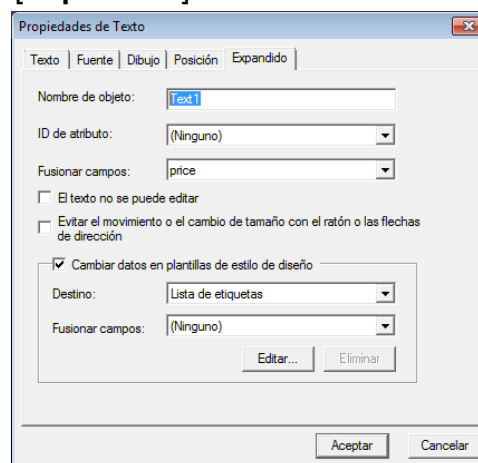 Propiedades de Texto
Texto Fuente Dibujo Posición Expandido
Nombre de objeto: Text1
ID de atributo: (Ninguno)
Fusionar campos: price
El texto no se puede editar
Evitar el movimiento o el cambio de tamaño con el ratón o las flechas
de dirección
Cambiar datos en plantillas de estilo de diseño
Destino: Lista de etiquetas
Fusionar campos: (Ninguno)
Editar... Eliminar
Aceptar Cancelar